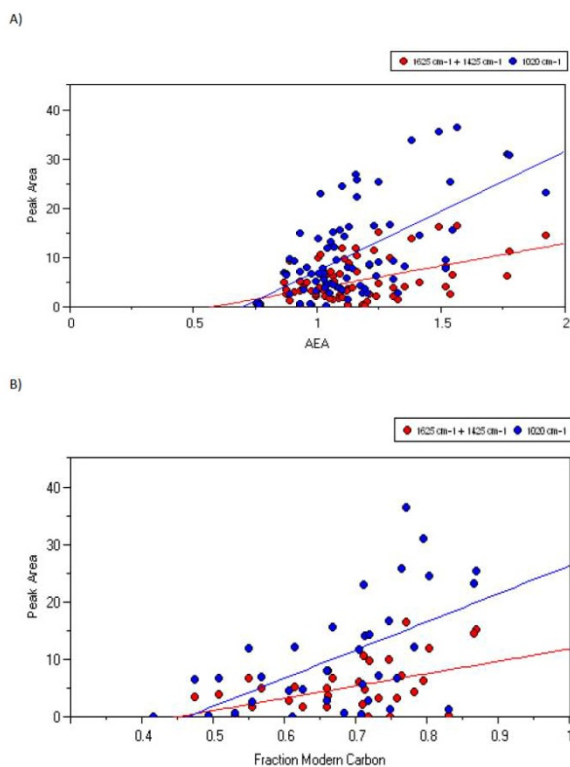 A)
1625 cm-1 + 1425 cm-1 1020 cm-1
40
30
20
10
0
Peak Area
0 0.5 1 1.5 2
AEA
B)
1625 cm-1 + 1425 cm-1 1020 cm-1
40
30
20
10
0
Peak Area
0.4 0.5 0.6 0.7 0.8 0.9 1
Fraction Modern Carbon